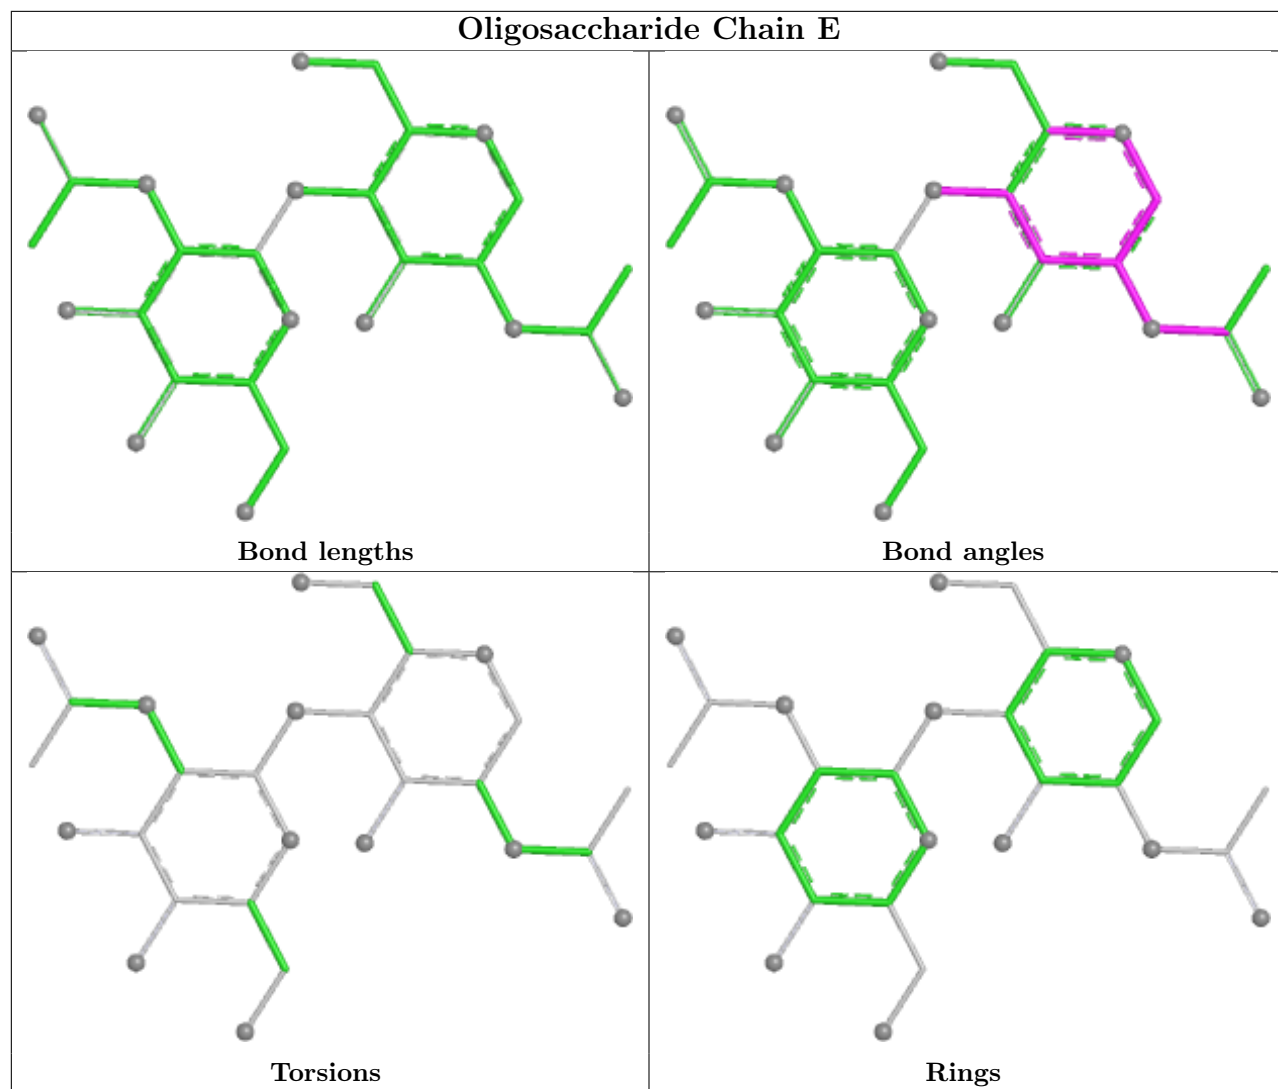 Oligosaccharide Chain E
Bond lengths
Bond angles
Torsions
Rings